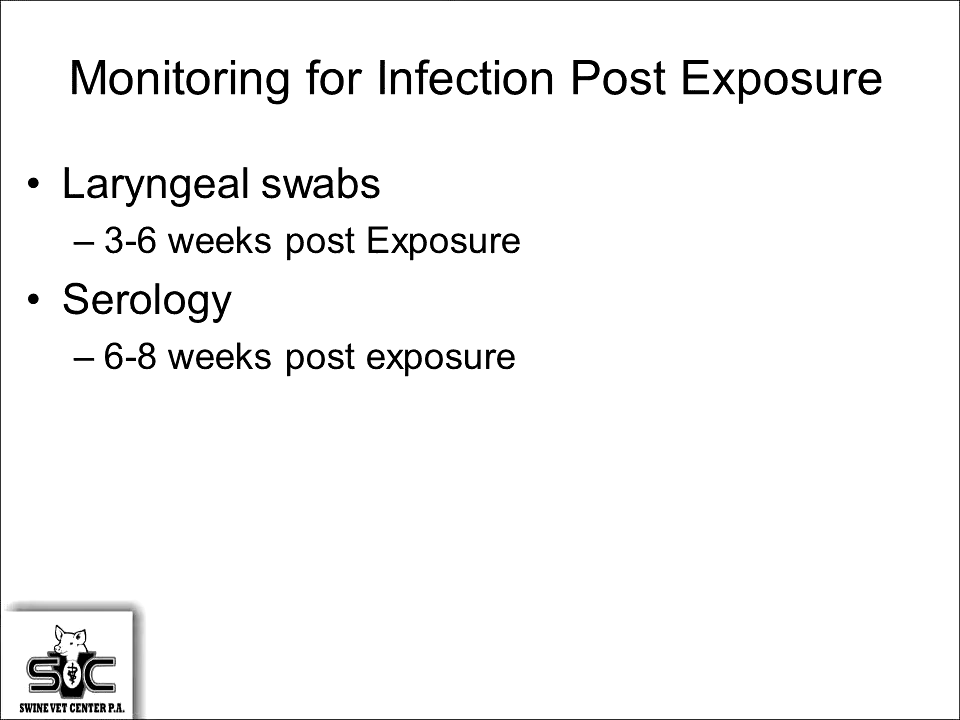 Monitoring for Infection Post Exposure
• Laryngeal swabs
– 3-6 weeks post Exposure
• Serology
– 6-8 weeks post exposure
SVC
SWINE VET CENTER P.A.